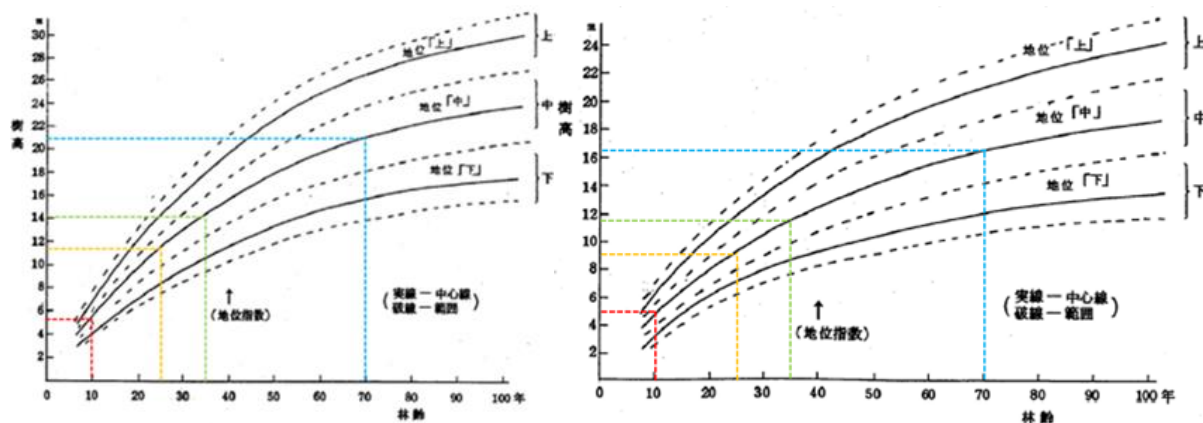 m
30
28
26
24
22
20
18
16
14
12
10
8
6
4
2
0
樹高
地位「上」
地位「中」
地位「下」
上
中
下
↑
(地位指数)
(実線―中心線
破線―範囲)
10 20 30 40 50 60 70 80 90 100 年
林齢
m
24
22
20
18
16
14
12
10
8
6
4
2
0
樹高
地位「上」
地位「中」
地位「下」
上
中
下
↑
(地位指数)
(実線―中心線
破線―範囲)
10 20 30 40 50 60 70 80 90 100 年
林齢